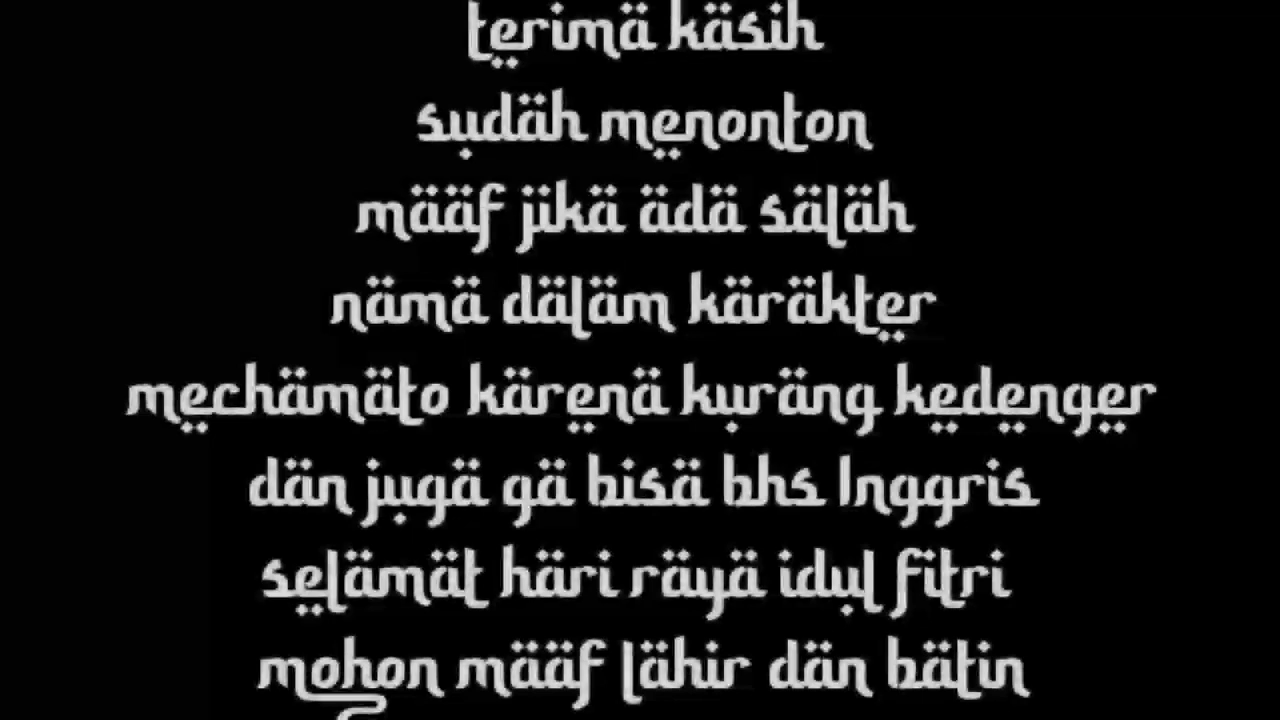 terima kasih
sudah menonton
maaf jika ada salah
nama dalam karakter
mechamato karena kurang kedenger
dan juga ga bisa bhs Inggris
selamat hari raya idul fitri
mohon maaf lahir dan batin